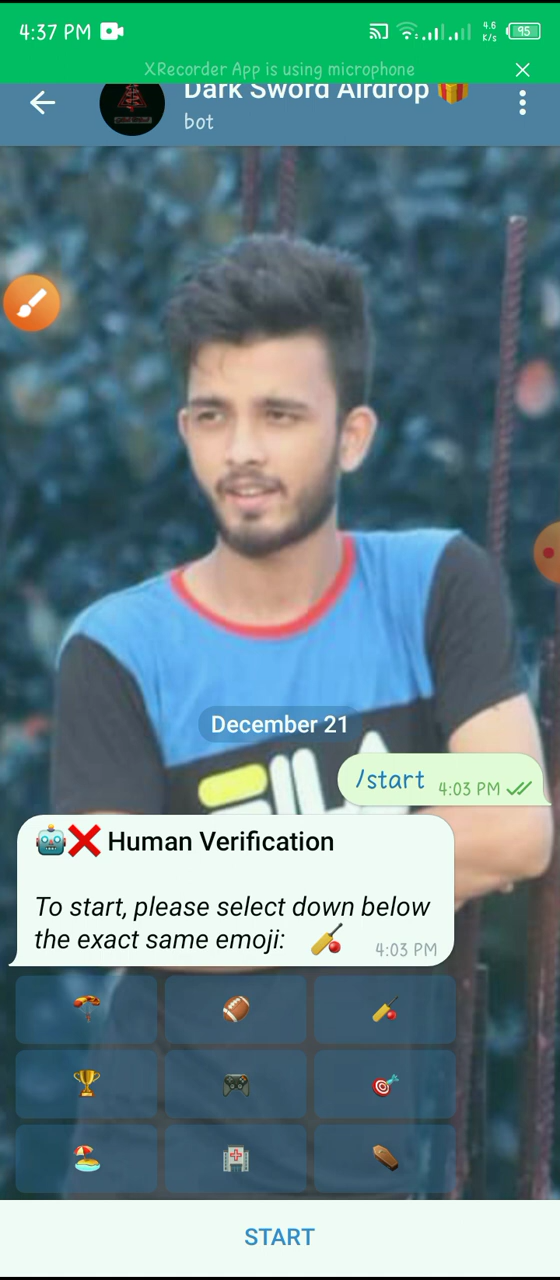 4:37 PM
4.6
K/s
95
XRecorder App is using microphone
Dark Sword Airdrop 🎁
bot
December 21
/start 4:03 PM
FILA
🤖❌ Human Verification
To start, please select down below
the exact same emoji: 🏏 4:03 PM
START